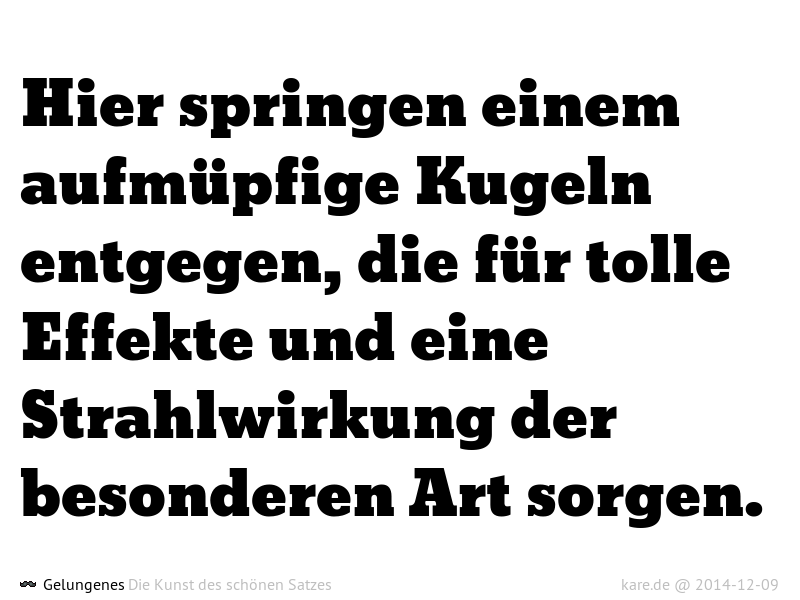 Hier springen einem
aufmüpfige Kugeln
entgegen, die für tolle
Effekte und eine
Strahlwirkung der
besonderen Art sorgen.
Gelungenes Die Kunst des schönen Satzes
kare.de @ 2014-12-09